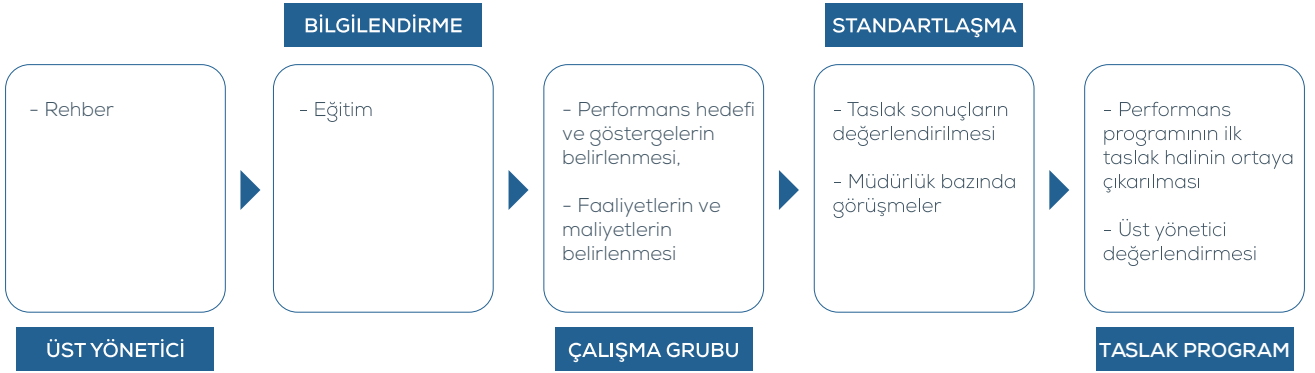 BİLGİLENDİRME
STANDARTLAŞMA
- Rehber
- Eğitim
- Performans hedefi
ve göstergelerin
belirlenmesi,
- Faaliyetlerin ve
maliyetlerin
belirlenmesi
- Taslak sonuçların
değerlendirilmesi
- Müdürlük bazında
görüşmeler
- Performans
programının ilk
taslak halinin ortaya
çıkarılması
- Üst yönetici
değerlendirmesi
ÜST YÖNETİCİ
ÇALIŞMA GRUBU
TASLAK PROGRAM